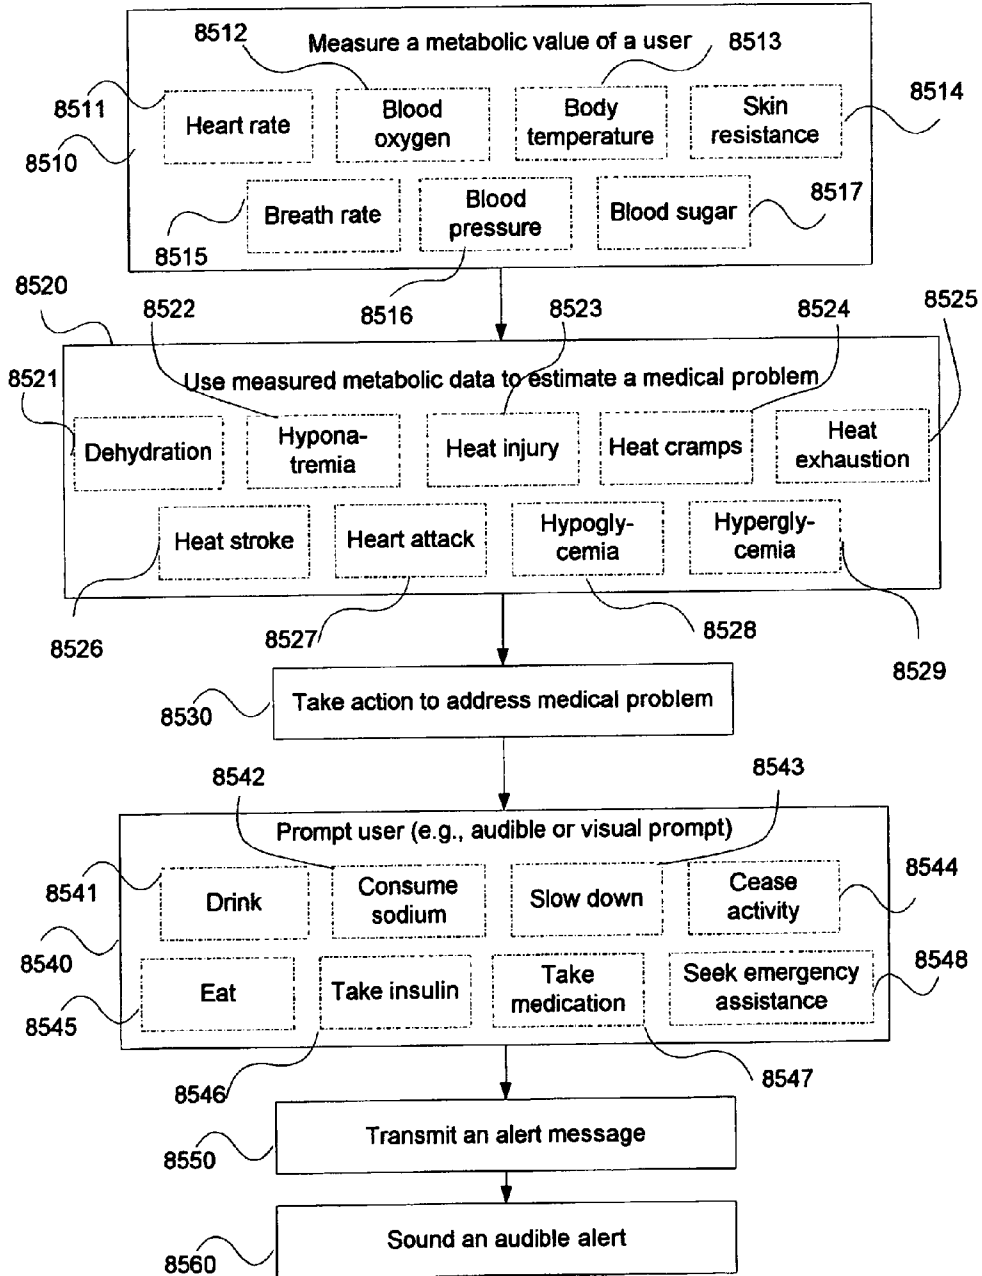 8512
Measure a metabolic value of a user
8513
8511
Heart rate
Blood
oxygen
Body
temperature
Skin
resistance
8514
8510
Breath rate
Blood
pressure
Blood sugar
8517
8515
8516
8520
8522
8523
8524
8525
8521
Use measured metabolic data to estimate a medical problem
Dehydration
Hypona-
tremia
Heat injury
Heat cramps
Heat
exhaustion
Heat stroke
Heart attack
Hypogly-
cemia
Hypergly-
cemia
8526
8527
8528
8529
8530
Take action to address medical problem
8542
8543
Prompt user (e.g., audible or visual prompt)
8541
Drink
Consume
sodium
Slow down
Cease
activity
8544
8540
Eat
Take insulin
Take
medication
Seek emergency
assistance
8548
8545
8546
8547
Transmit an alert message
8550
Sound an audible alert
8560